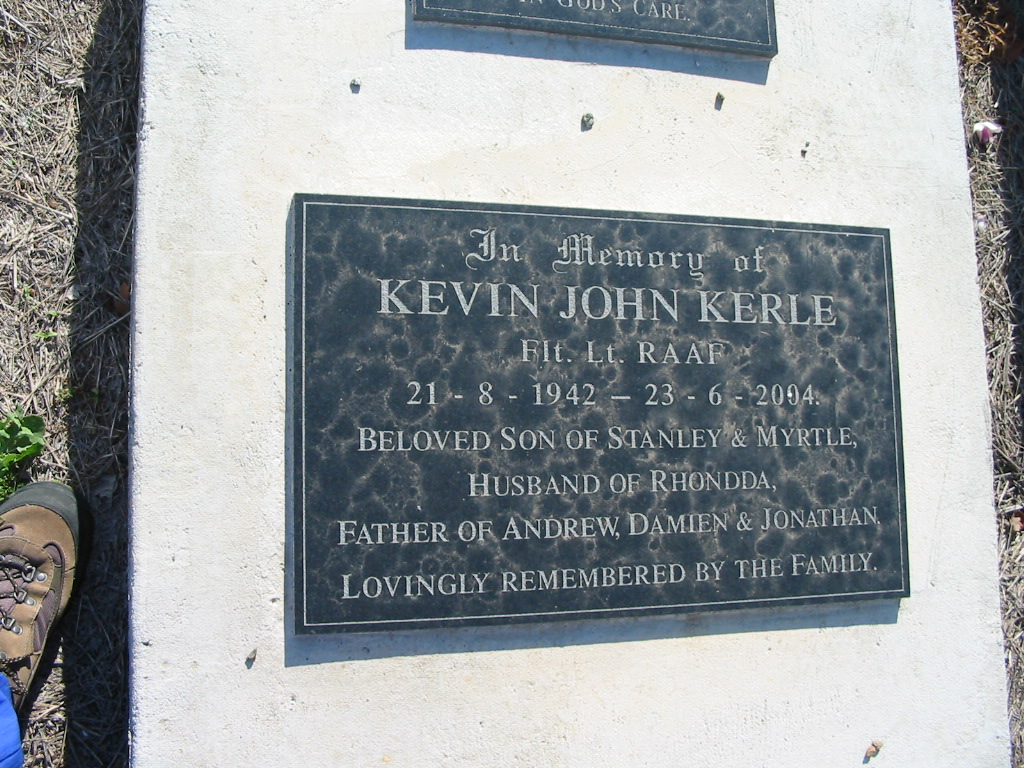 IN GOD'S CARE.
In Memory of
KEVIN JOHN KERLE
Flt. Lt. RAAF
21 - 8 - 1942 – 23 - 6 - 2004.
BELOVED SON OF STANLEY & MYRTLE,
HUSBAND OF RHONDDA,
FATHER OF ANDREW, DAMIEN & JONATHAN.
LOVINGLY REMEMBERED BY THE FAMILY.